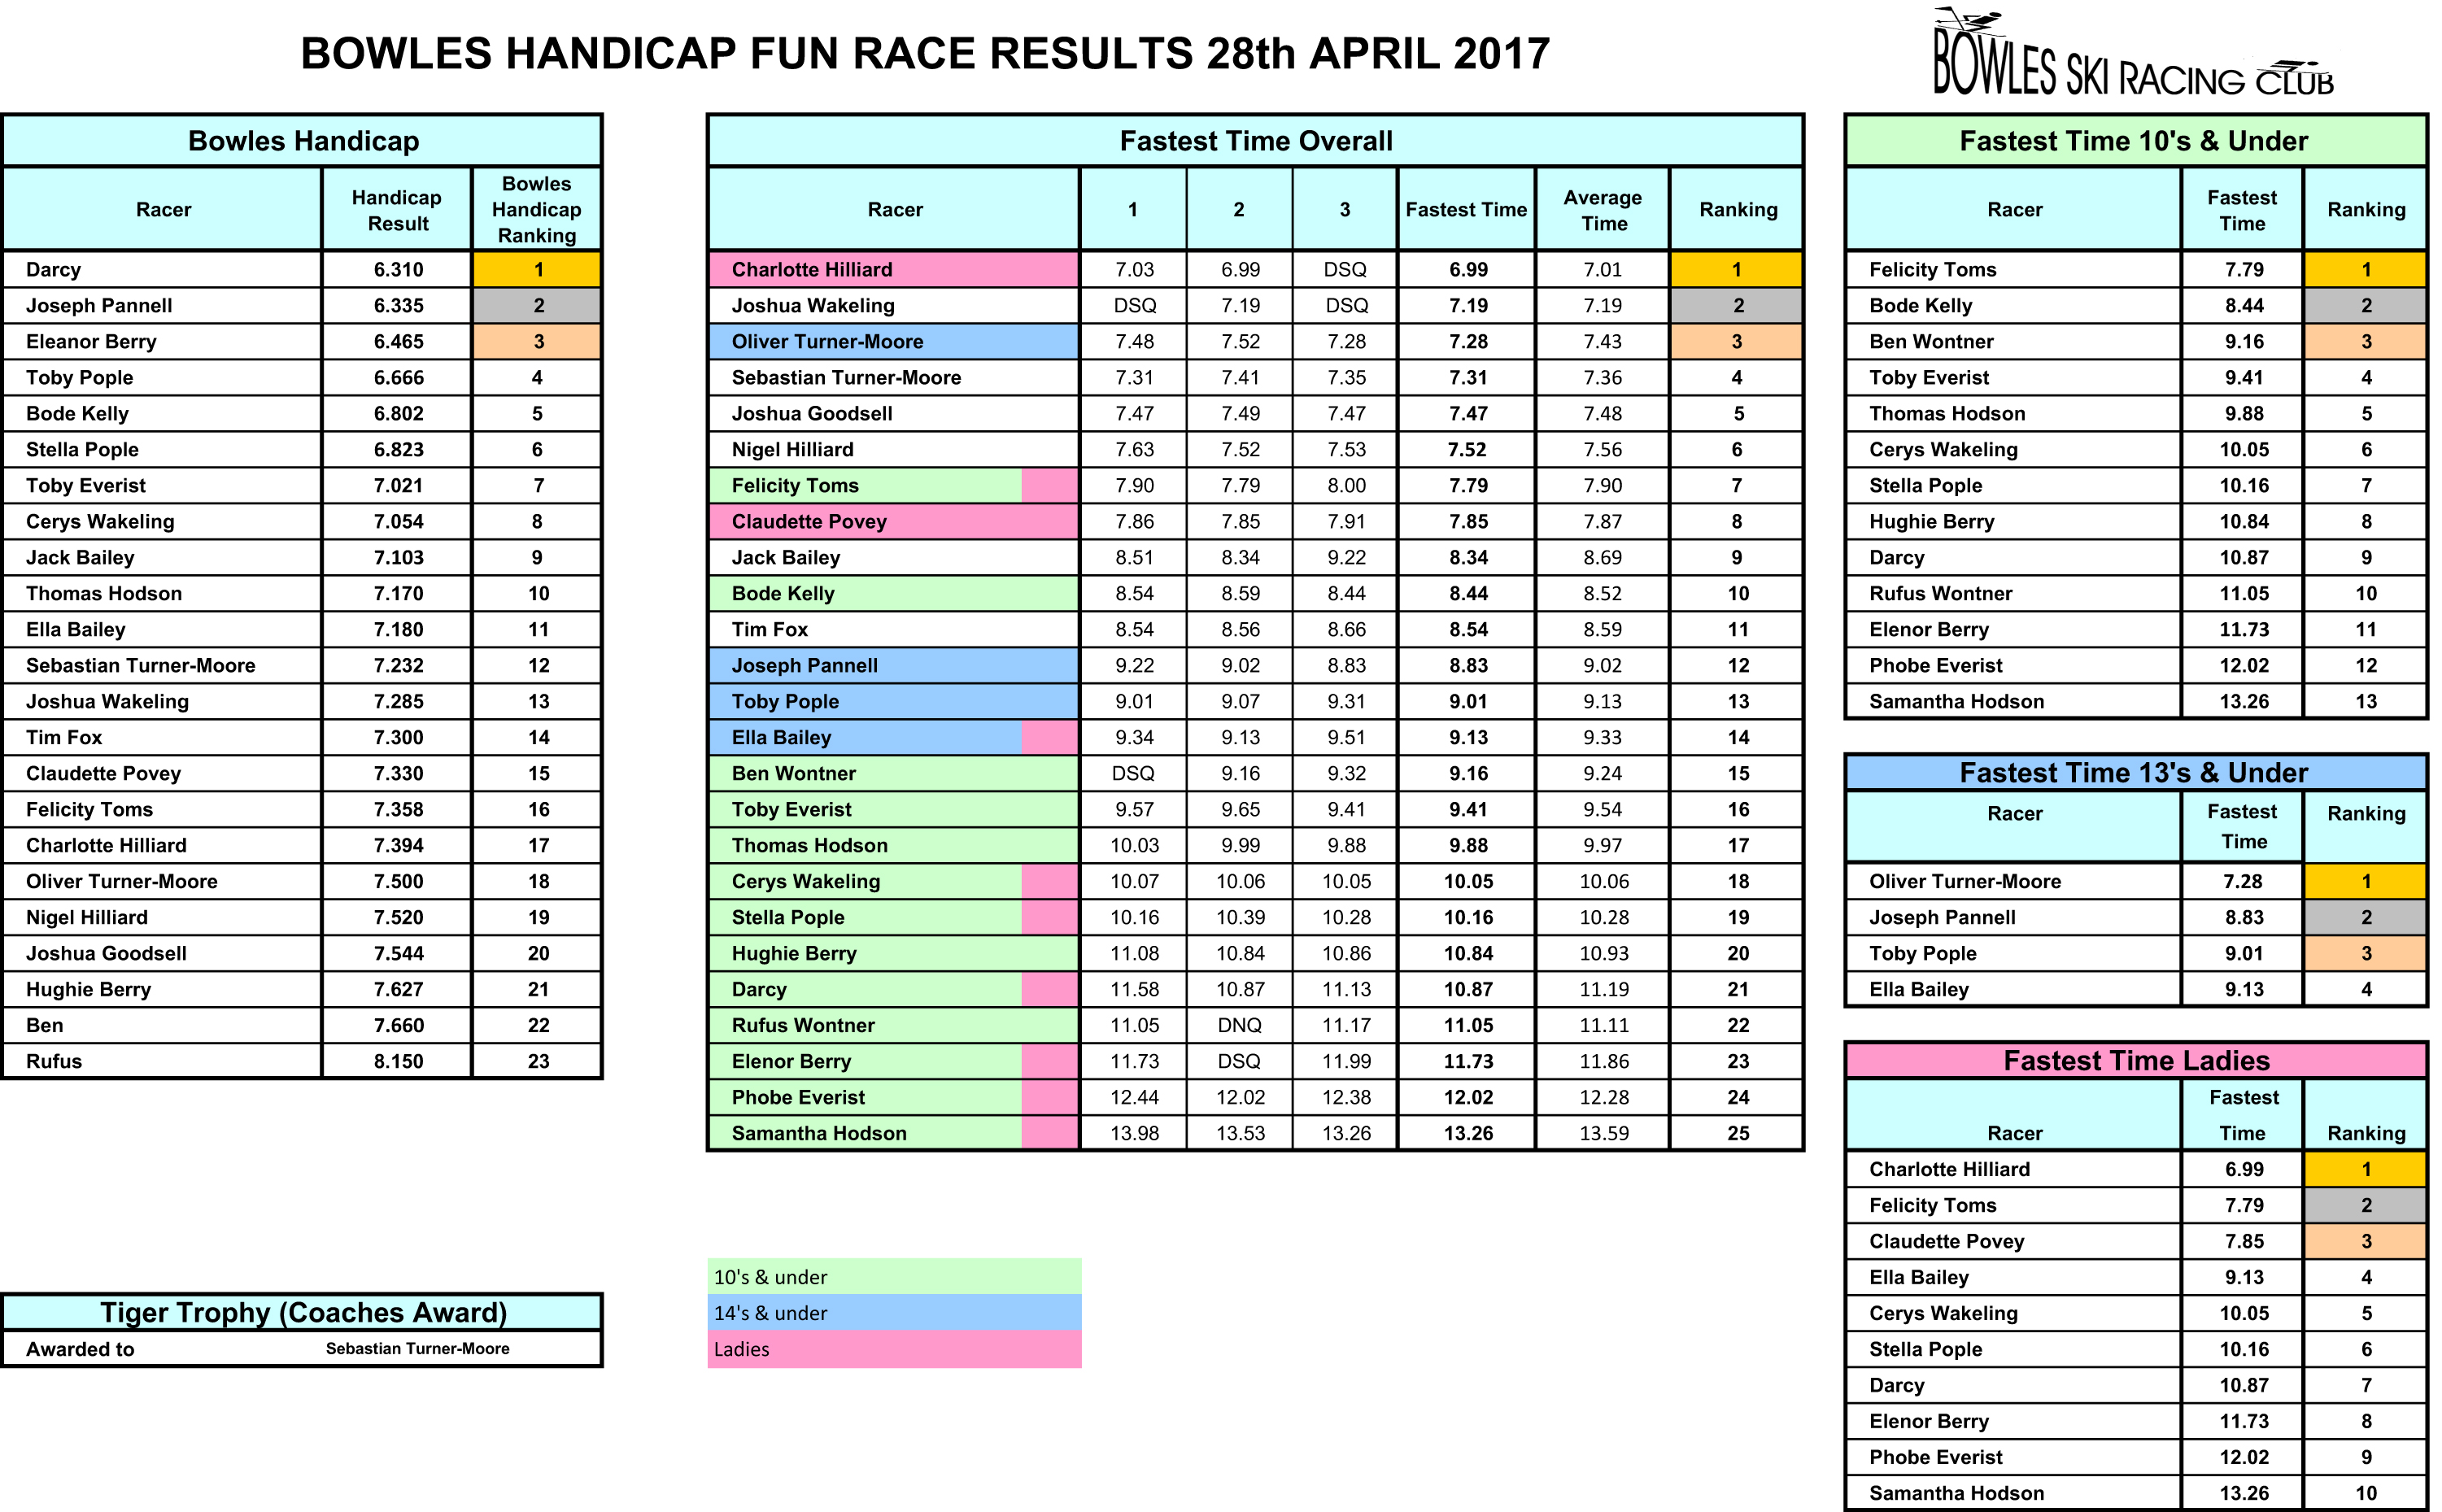 BOWLES HANDICAP FUN RACE RESULTS 28th APRIL 2017
BOWLES SKI RACING CLUB
Bowles Handicap
Racer Handicap Result Bowles Handicap Ranking
Darcy 6.310 1
Joseph Pannell 6.335 2
Eleanor Berry 6.465 3
Toby Pople 6.666 4
Bode Kelly 6.802 5
Stella Pople 6.823 6
Toby Everist 7.021 7
Cerys Wakeling 7.054 8
Jack Bailey 7.103 9
Thomas Hodson 7.170 10
Ella Bailey 7.180 11
Sebastian Turner-Moore 7.232 12
Joshua Wakeling 7.285 13
Tim Fox 7.300 14
Claudette Povey 7.330 15
Felicity Toms 7.358 16
Charlotte Hilliard 7.394 17
Oliver Turner-Moore 7.500 18
Nigel Hilliard 7.520 19
Joshua Goodsell 7.544 20
Hughie Berry 7.627 21
Ben 7.660 22
Rufus 8.150 23
Tiger Trophy (Coaches Award)
Awarded to Sebastian Turner-Moore
Fastest Time Overall
Racer 1 2 3 Fastest Time Average Time Ranking
Charlotte Hilliard 7.03 6.99 DSQ 6.99 7.01 1
Joshua Wakeling DSQ 7.19 DSQ 7.19 7.19 2
Oliver Turner-Moore 7.48 7.52 7.28 7.28 7.43 3
Sebastian Turner-Moore 7.31 7.41 7.35 7.31 7.36 4
Joshua Goodsell 7.47 7.49 7.47 7.47 7.48 5
Nigel Hilliard 7.63 7.52 7.53 7.52 7.56 6
Felicity Toms 7.90 7.79 8.00 7.79 7.90 7
Claudette Povey 7.86 7.85 7.91 7.85 7.87 8
Jack Bailey 8.51 8.34 9.22 8.34 8.69 9
Bode Kelly 8.54 8.59 8.44 8.44 8.52 10
Tim Fox 8.54 8.56 8.66 8.54 8.59 11
Joseph Pannell 9.22 9.02 8.83 8.83 9.02 12
Toby Pople 9.01 9.07 9.31 9.01 9.13 13
Ella Bailey 9.34 9.13 9.51 9.13 9.33 14
Ben Wontner DSQ 9.16 9.32 9.16 9.24 15
Toby Everist 9.57 9.65 9.41 9.41 9.54 16
Thomas Hodson 10.03 9.99 9.88 9.88 9.97 17
Cerys Wakeling 10.07 10.06 10.05 10.05 10.06 18
Stella Pople 10.16 10.39 10.28 10.16 10.28 19
Hughie Berry 11.08 10.84 10.86 10.84 10.93 20
Darcy 11.58 10.87 11.13 10.87 11.19 21
Rufus Wontner 11.05 DNQ 11.17 11.05 11.11 22
Elenor Berry 11.73 DSQ 11.99 11.73 11.86 23
Phobe Everist 12.44 12.02 12.38 12.02 12.28 24
Samantha Hodson 13.98 13.53 13.26 13.26 13.59 25
10's & under
14's & under
Ladies
Fastest Time 10's & Under
Racer Fastest Time Ranking
Felicity Toms 7.79 1
Bode Kelly 8.44 2
Ben Wontner 9.16 3
Toby Everist 9.41 4
Thomas Hodson 9.88 5
Cerys Wakeling 10.05 6
Stella Pople 10.16 7
Hughie Berry 10.84 8
Darcy 10.87 9
Rufus Wontner 11.05 10
Elenor Berry 11.73 11
Phobe Everist 12.02 12
Samantha Hodson 13.26 13
Fastest Time 13's & Under
Racer Fastest Time Ranking
Oliver Turner-Moore 7.28 1
Joseph Pannell 8.83 2
Toby Pople 9.01 3
Ella Bailey 9.13 4
Fastest Time Ladies
Racer Fastest Time Ranking
Charlotte Hilliard 6.99 1
Felicity Toms 7.79 2
Claudette Povey 7.85 3
Ella Bailey 9.13 4
Cerys Wakeling 10.05 5
Stella Pople 10.16 6
Darcy 10.87 7
Elenor Berry 11.73 8
Phobe Everist 12.02 9
Samantha Hodson 13.26 10